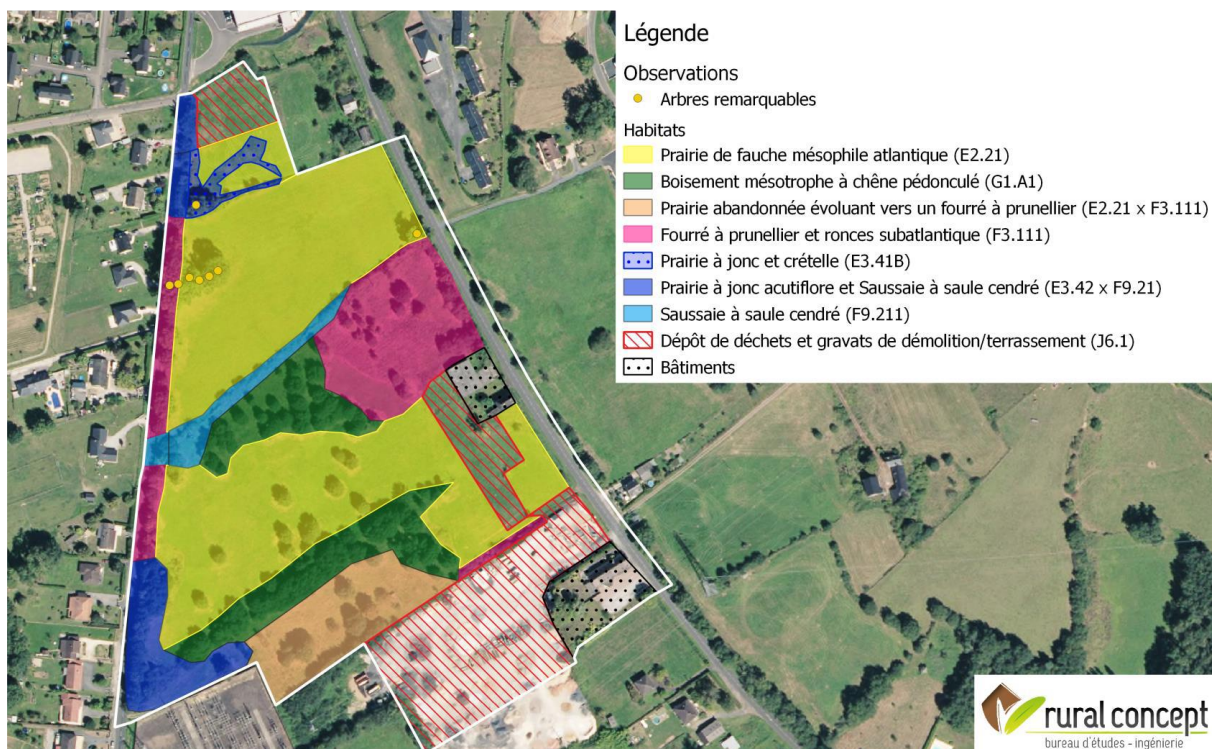 Légende
Observations
Arbres remarquables
Habitats
Prairie de fauche mésophile atlantique (E2.21)
Boisement mésotrophe à chêne pédonculé (G1.A1)
Prairie abandonnée évoluant vers un fourré à prunellier (E2.21 x F3.111)
Fourré à prunellier et ronces subatlantique (F3.111)
Prairie à jonc et crételle (E3.41B)
Prairie à jonc acutiflore et Saussaie à saule cendré (E3.42 x F9.21)
Saussaie à saule cendré (F9.211)
Dépôt de déchets et gravats de démolition/terrassement (J6.1)
Bâtiments
rural concept
bureau d'études - ingénierie